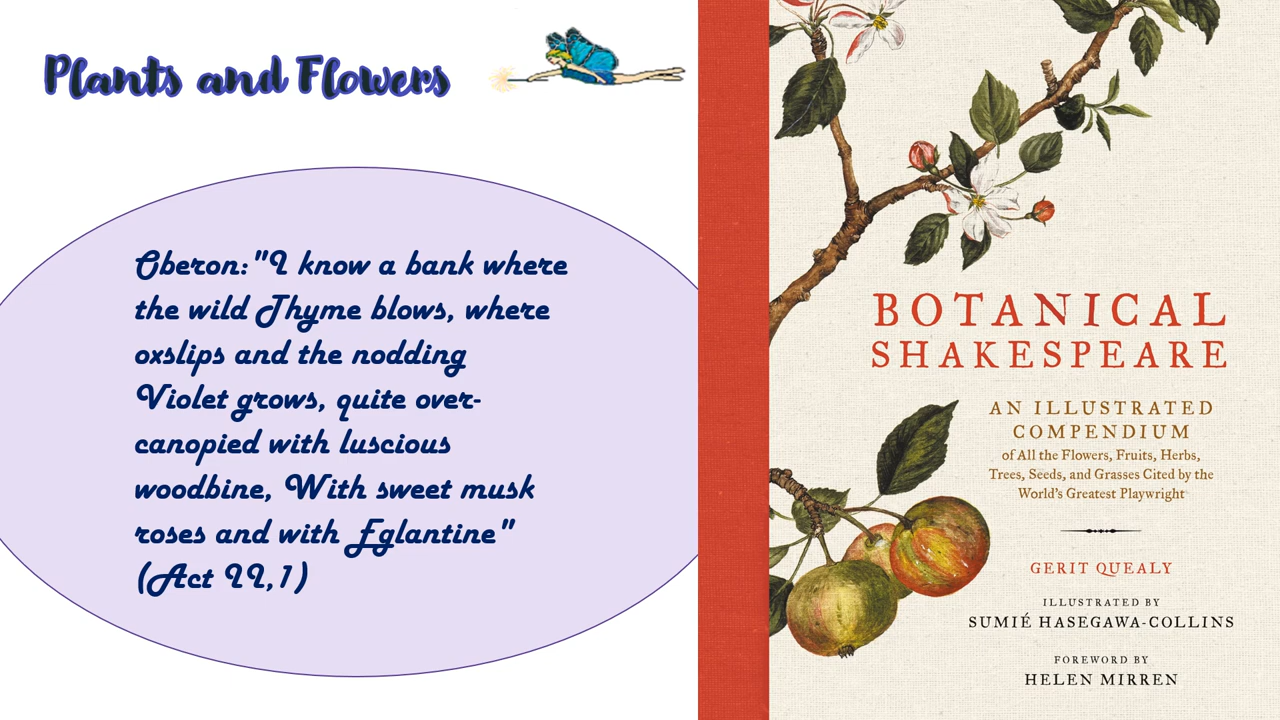 Plants and Flowers
Oberon:"I know a bank where
the wild Thyme blows, where
oxslips and the nodding
Violet grows, quite over-
canopied with luscious
woodbine, With sweet musk
roses and with Eglantine"
(Act II,1)
BOTANICAL
SHAKESPEARE
AN ILLUSTRATED
COMPENDIUM
of All the Flowers, Fruits, Herbs,
Trees, Seeds, and Grasses Cited by the
World's Greatest Playwright
GERIT QUEALY
ILLUSTRATED BY
SUMIÉ HASEGAWA-COLLINS
FOREWORD BY
HELEN MIRREN